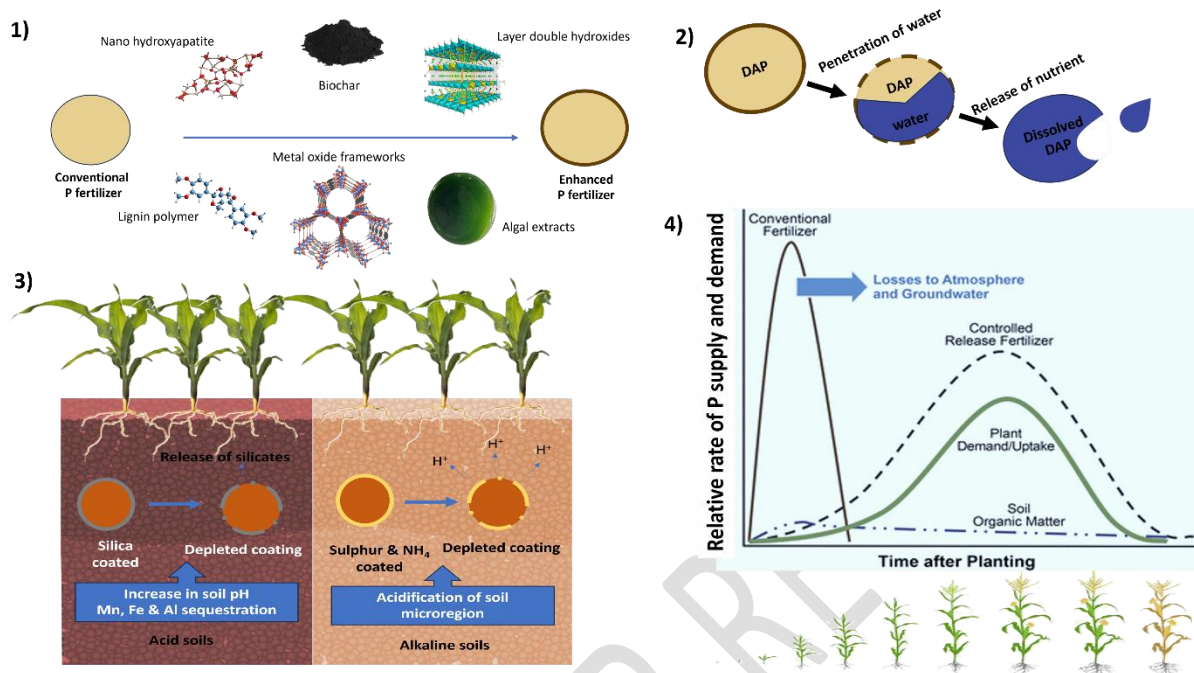 1)
Nano hydroxyapatite
Biochar
Layer double hydroxides
Conventional
P fertilizer
Enhanced
P fertilizer
Lignin polymer
Metal oxide frameworks
Algal extracts
2)
DAP
Penetration of water
DAP
water
Release of nutrient
Dissolved
DAP
3)
Release of silicates
Silica
coated
Depleted coating
Increase in soil pH
Mn, Fe & Al sequestration
Acid soils
H⁺
H⁺
H⁺
Sulphur & NH₄
coated
Depleted coating
Acidification of soil
microregion
Alkaline soils
4)
Relative rate of P supply and demand
Conventional
Fertilizer
Losses to Atmosphere
and Groundwater
Controlled
Release Fertilizer
Plant
Demand/Uptake
Soil
Organic Matter
Time after Planting